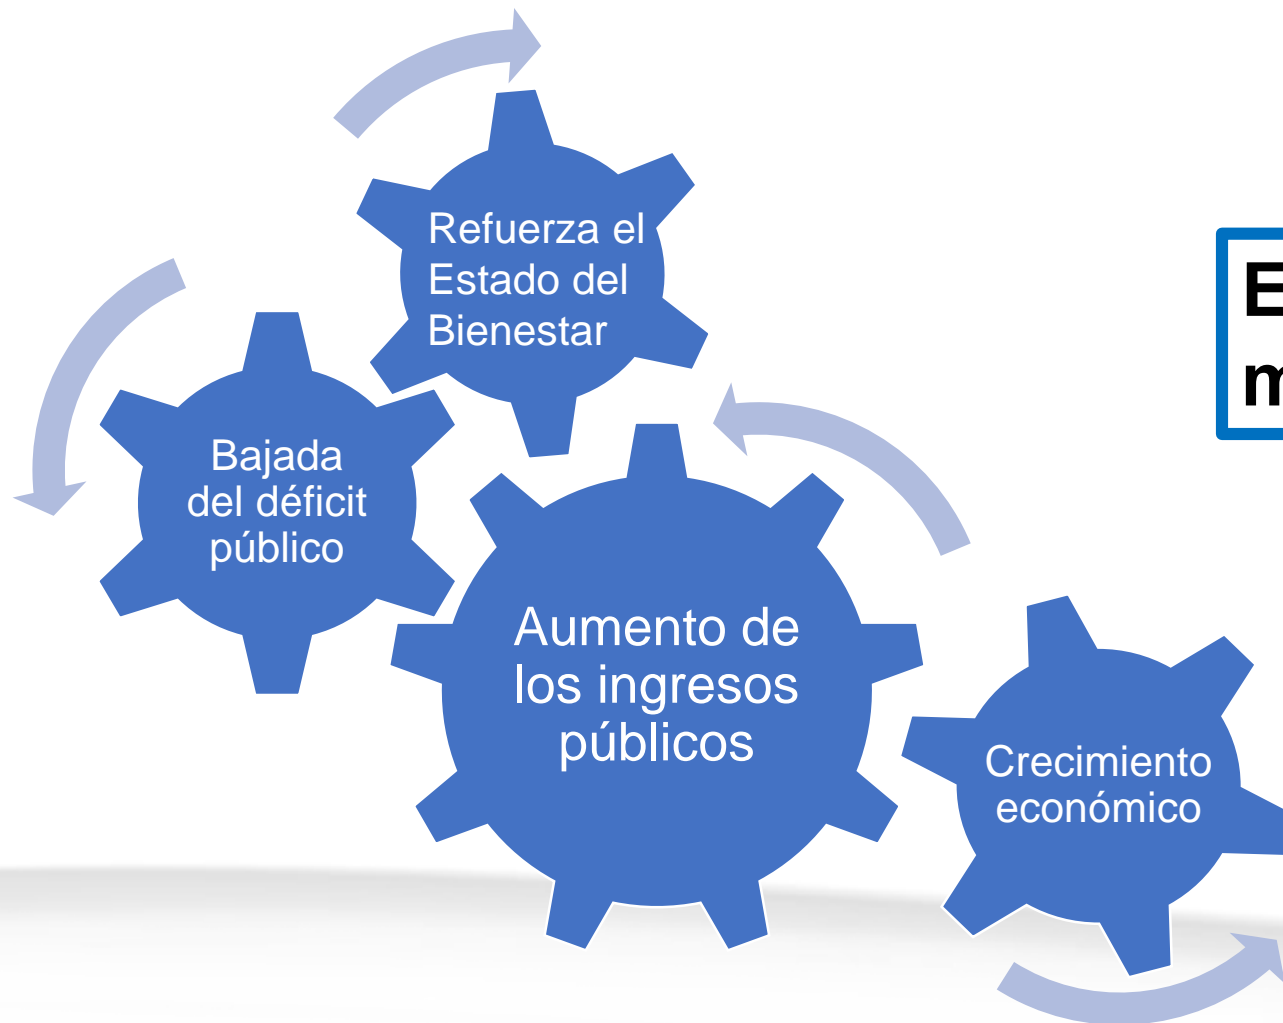 Refuerza el
Estado del
Bienestar
Bajada
del déficit
público
Aumento de
los ingresos
públicos
Crecimiento
económico